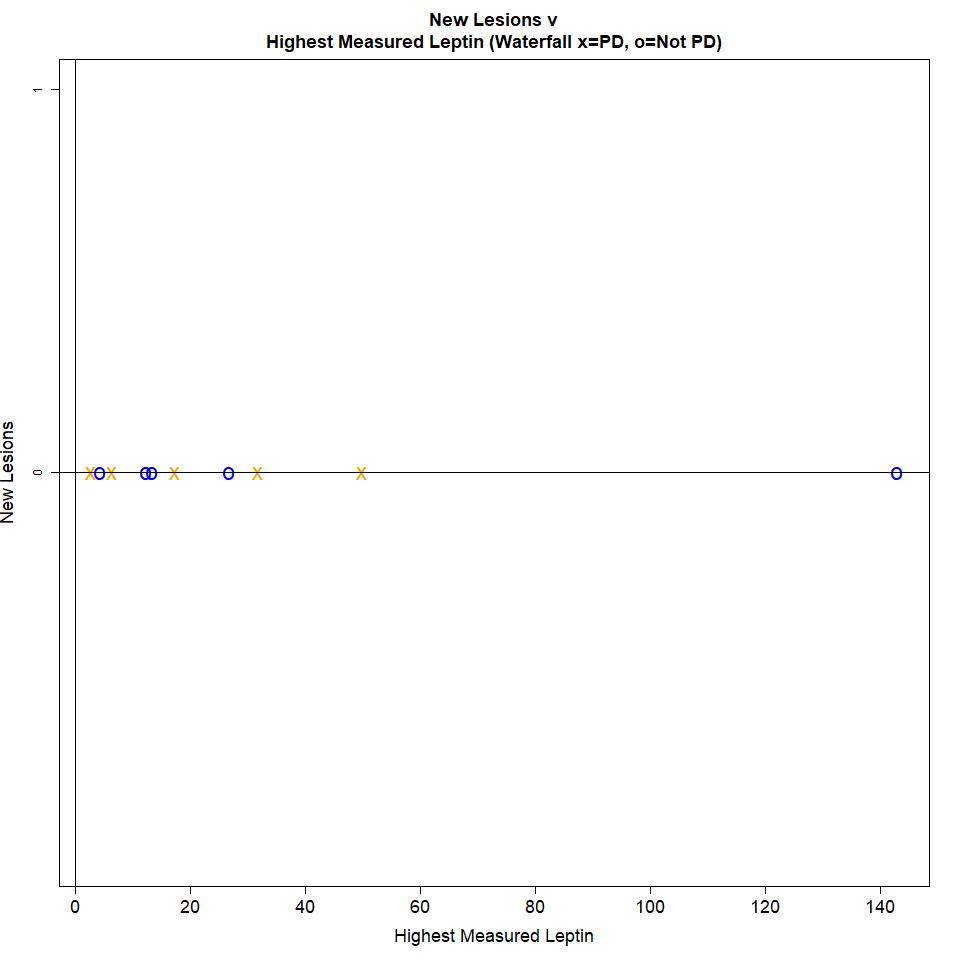 New Lesions v
Highest Measured Leptin (Waterfall x=PD, o=Not PD)
1
New Lesions
0
x o x o o x o x x o
0 20 40 60 80 100 120 140
Highest Measured Leptin